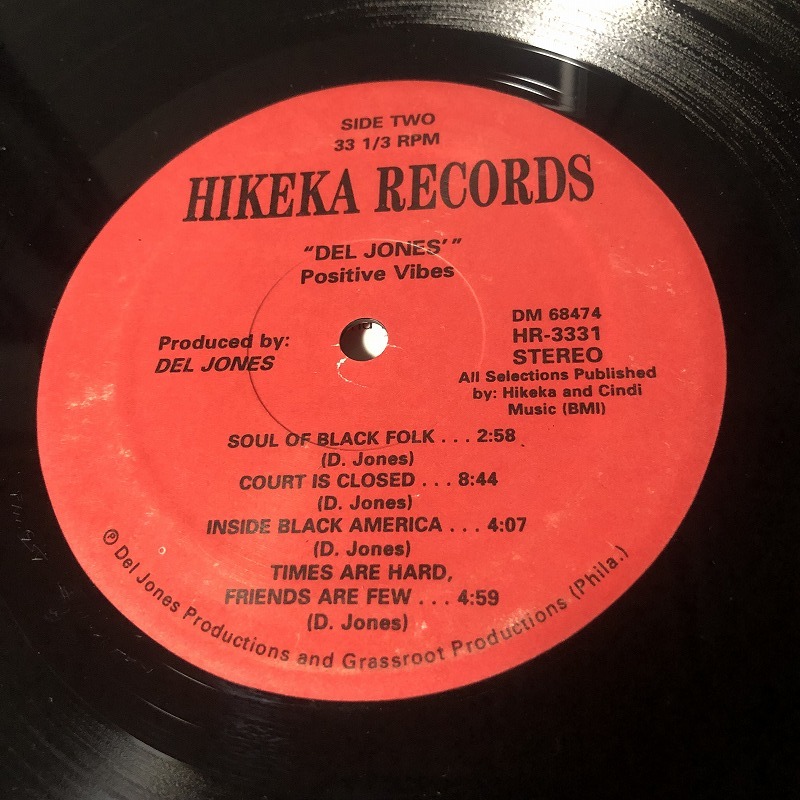 SIDE TWO
33 1/3 RPM
HIKEKA RECORDS
"DEL JONES'"
Positive Vibes
Produced by:
DEL JONES
DM 68474
HR-3331
STEREO
All Selections Published
by: Hikeka and Cindi
Music (BMI)
SOUL OF BLACK FOLK . . . 2:58
(D. Jones)
COURT IS CLOSED . . . 8:44
(D. Jones)
INSIDE BLACK AMERICA . . . 4:07
(D. Jones)
TIMES ARE HARD,
FRIENDS ARE FEW . . . 4:59
(D. Jones)
℗ Del Jones Productions and Grassroot Productions (Phila.)